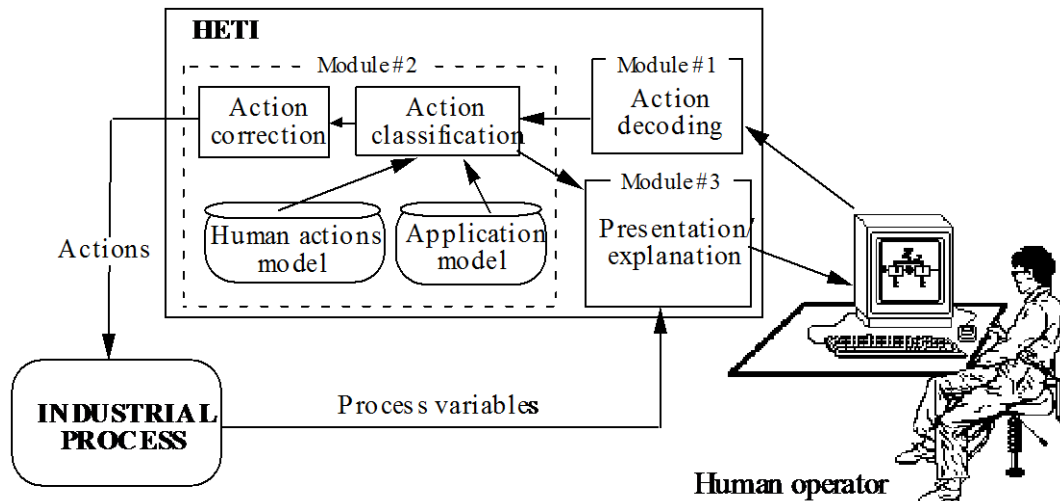 HETI
Module #2
Module #1
Action
correction
Action
classification
Action
decoding
Module #3
Human actions
model
Application
model
Presentation/
explanation
Actions
INDUSTRIAL
PROCESS
Process variables
Human operator